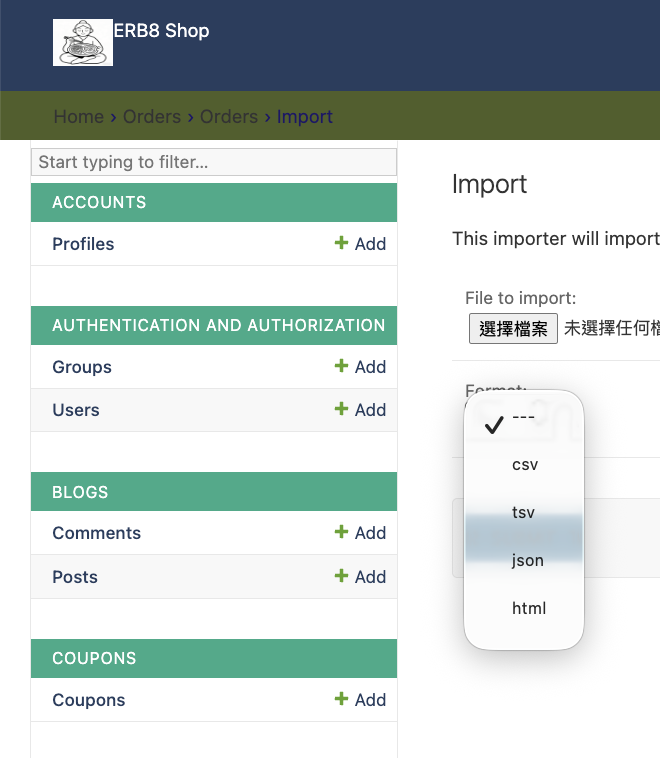 ERB8 Shop
Home › Orders › Orders › Import
Start typing to filter...
ACCOUNTS
Profiles + Add
AUTHENTICATION AND AUTHORIZATION
Groups + Add
Users + Add
BLOGS
Comments + Add
Posts + Add
COUPONS
Coupons + Add
Import
This importer will import
File to import:
選擇檔案 未選擇任何檔
Format:
✓ ---
csv
tsv
json
html